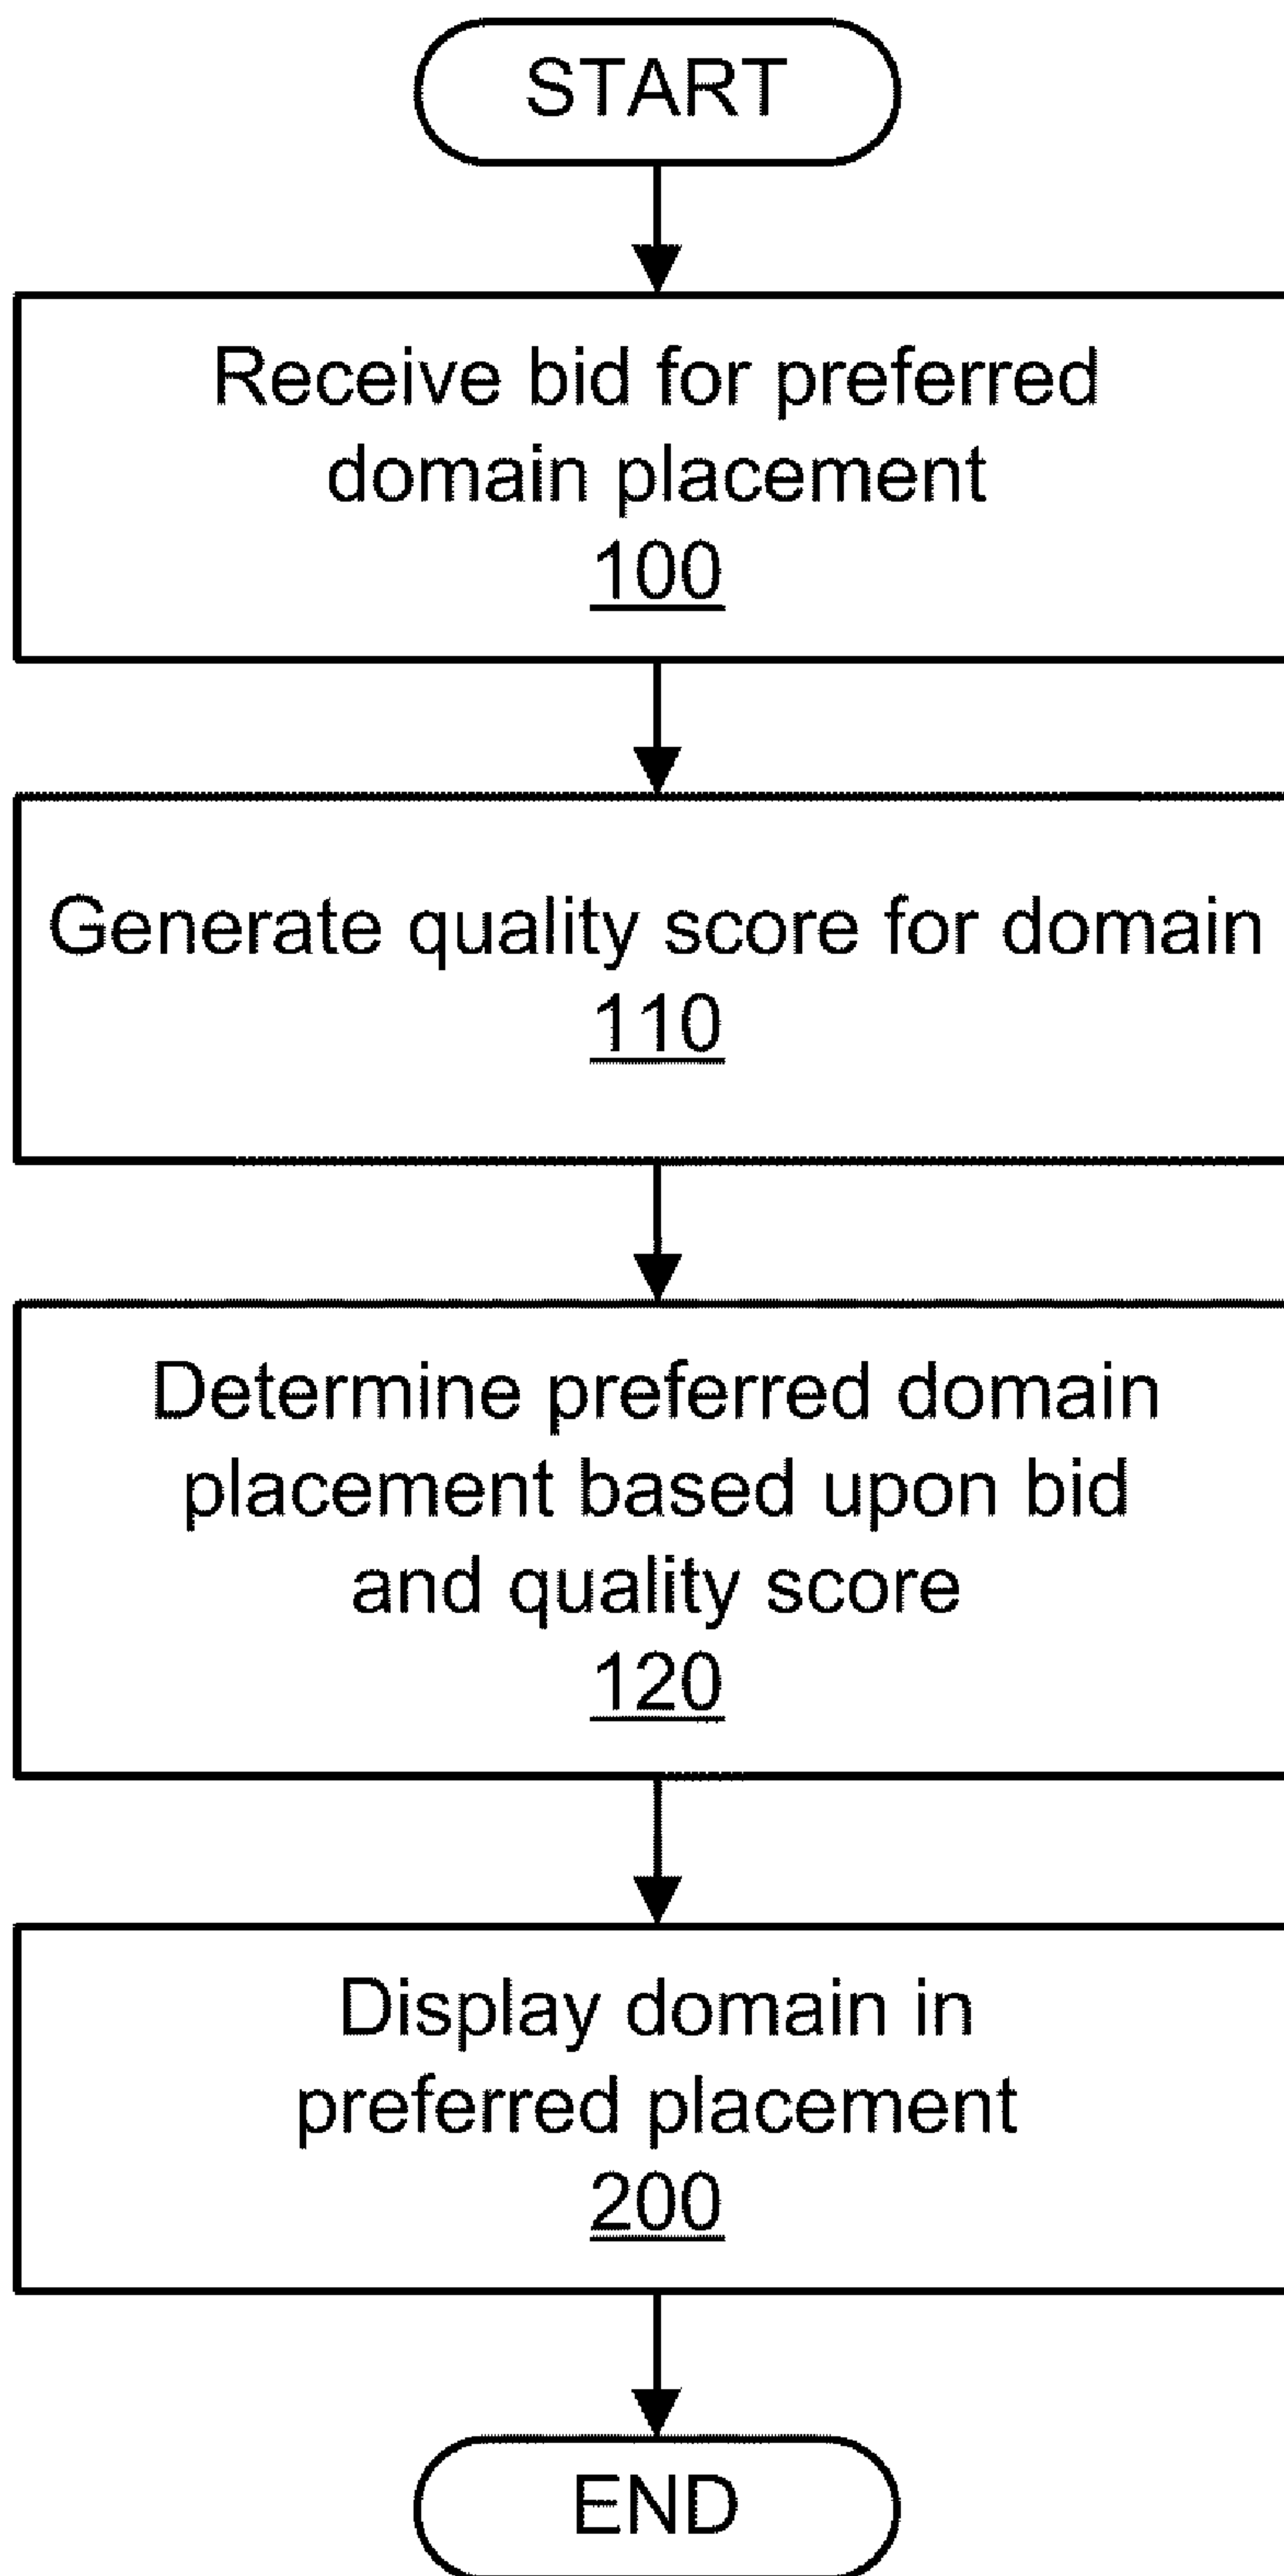 START
Receive bid for preferred
domain placement
100
Generate quality score for domain
110
Determine preferred domain
placement based upon bid
and quality score
120
Display domain in
preferred placement
200
END